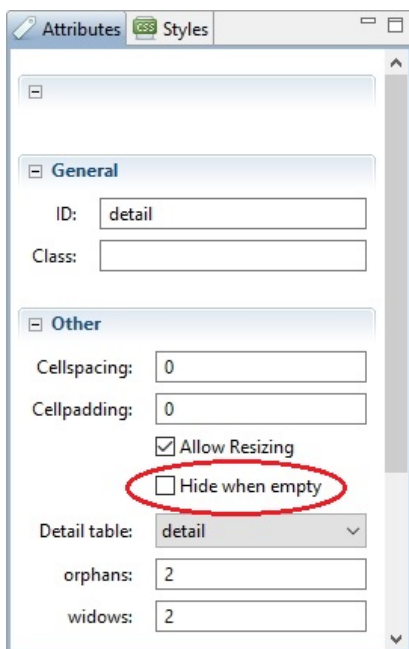 Attributes CSS Styles
General
ID: detail
Class:
Other
Cellspacing: 0
Cellpadding: 0
Allow Resizing
Hide when empty
Detail table: detail
orphans: 2
widows: 2